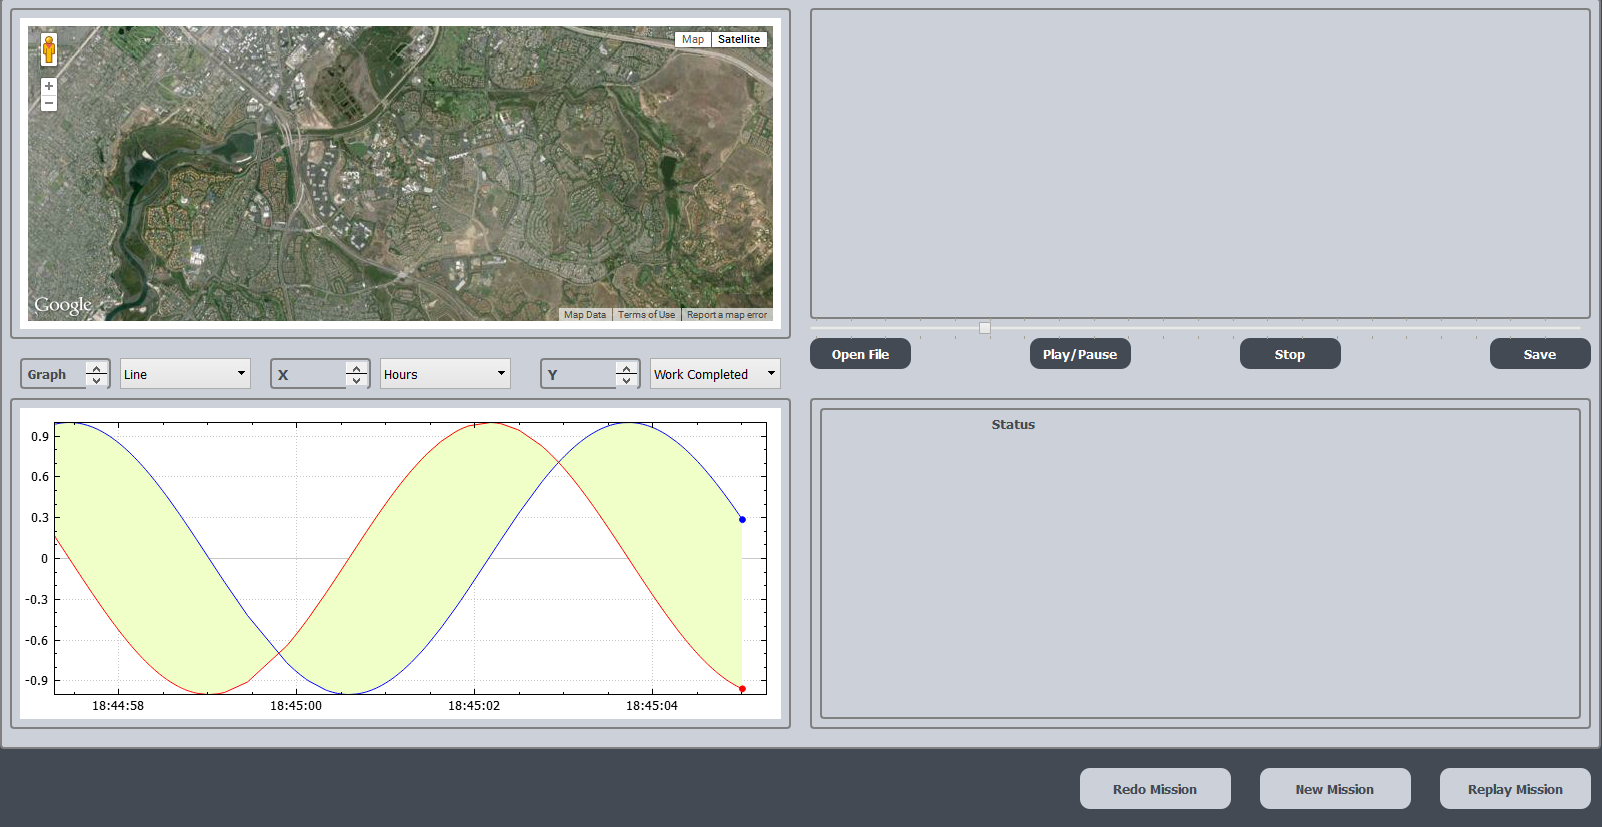 Map Satellite
+
−
Google
Map Data Terms of Use Report a map error
Open File Play/Pause Stop Save
Graph Line X Hours Y Work Completed
Status
0.9
0.6
0.3
0
-0.3
-0.6
-0.9
18:44:58 18:45:00 18:45:02 18:45:04
Redo Mission New Mission Replay Mission